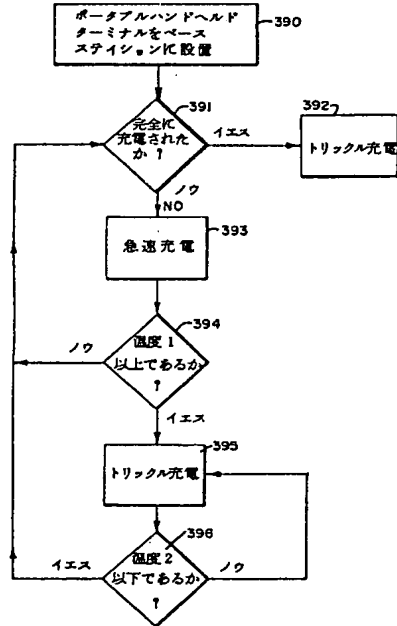 390
ポータブルハンドヘルド
ターミナルをベース
スティションに設置
391
完全に
充電された
か?
イエス
392
トリックル充電
ノウ
NO
393
急速充電
394
温度1
以上であるか
?
ノウ
イエス
395
トリックル充電
396
温度2
以下であるか
?
イエス
ノウ